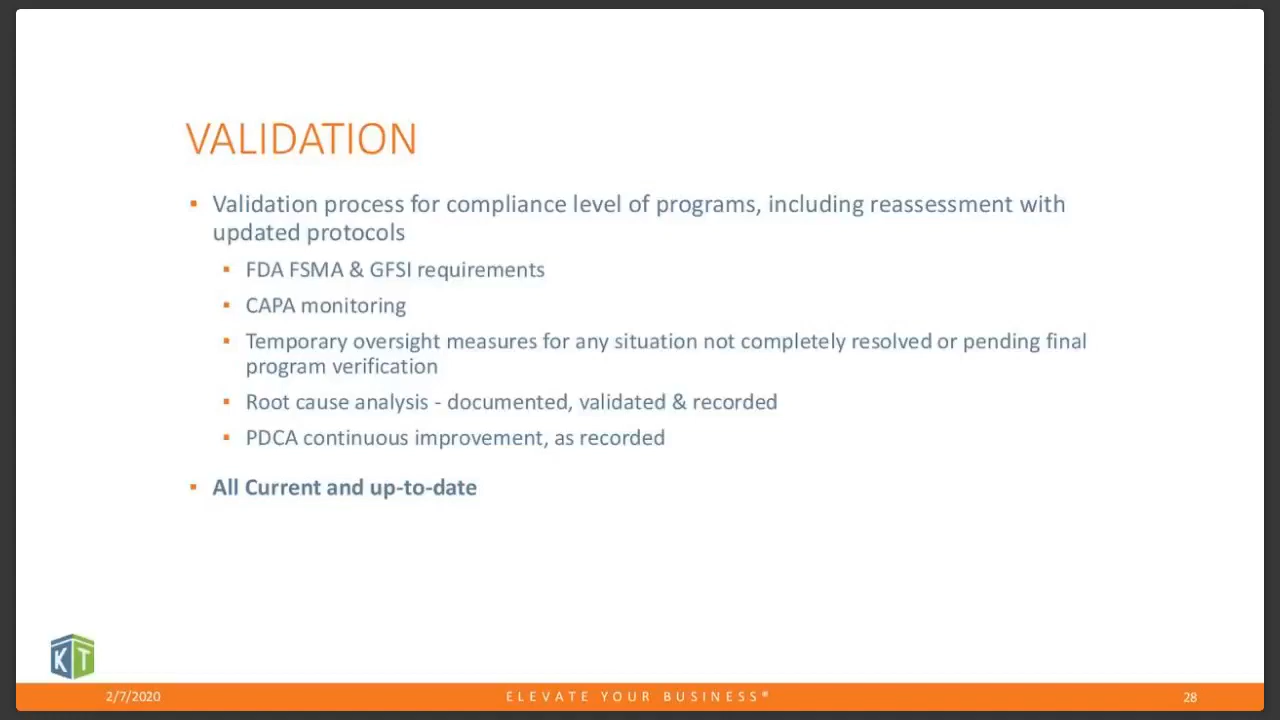 VALIDATION
▪ Validation process for compliance level of programs, including reassessment with
updated protocols
▪ FDA FSMA & GFSI requirements
▪ CAPA monitoring
▪ Temporary oversight measures for any situation not completely resolved or pending final
program verification
▪ Root cause analysis - documented, validated & recorded
▪ PDCA continuous improvement, as recorded
▪ All Current and up-to-date
KT
2/7/2020
ELEVATE YOUR BUSINESS®
28